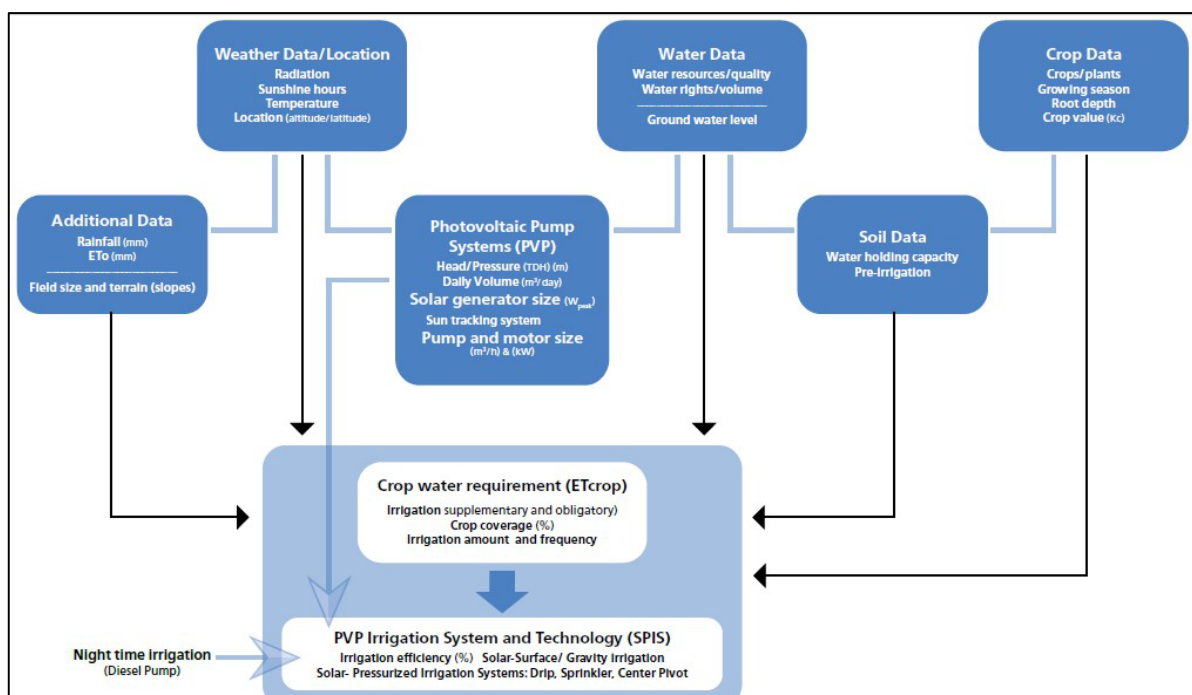 Weather Data/Location
Radiation
Sunshine hours
Temperature
Location (altitude/latitude)
Water Data
Water resources/quality
Water rights/volume
Ground water level
Crop Data
Crops/plants
Growing season
Root depth
Crop value (Kc)
Additional Data
Rainfall (mm)
ETo (mm)
Field size and terrain (slopes)
Photovoltaic Pump
Systems (PVP)
Head/Pressure (TDH) (m)
Daily Volume (m³/day)
Solar generator size (Wpeak)
Sun tracking system
Pump and motor size
(m³/h) & (kW)
Soil Data
Water holding capacity
Pre-irrigation
Crop water requirement (ETcrop)
Irrigation supplementary and obligatory)
Crop coverage (%)
Irrigation amount and frequency
PVP Irrigation System and Technology (SPIS)
Irrigation efficiency (%) Solar-Surface/ Gravity irrigation
Solar- Pressurized Irrigation Systems: Drip, Sprinkler, Center Pivot
Night time irrigation
(Diesel Pump)